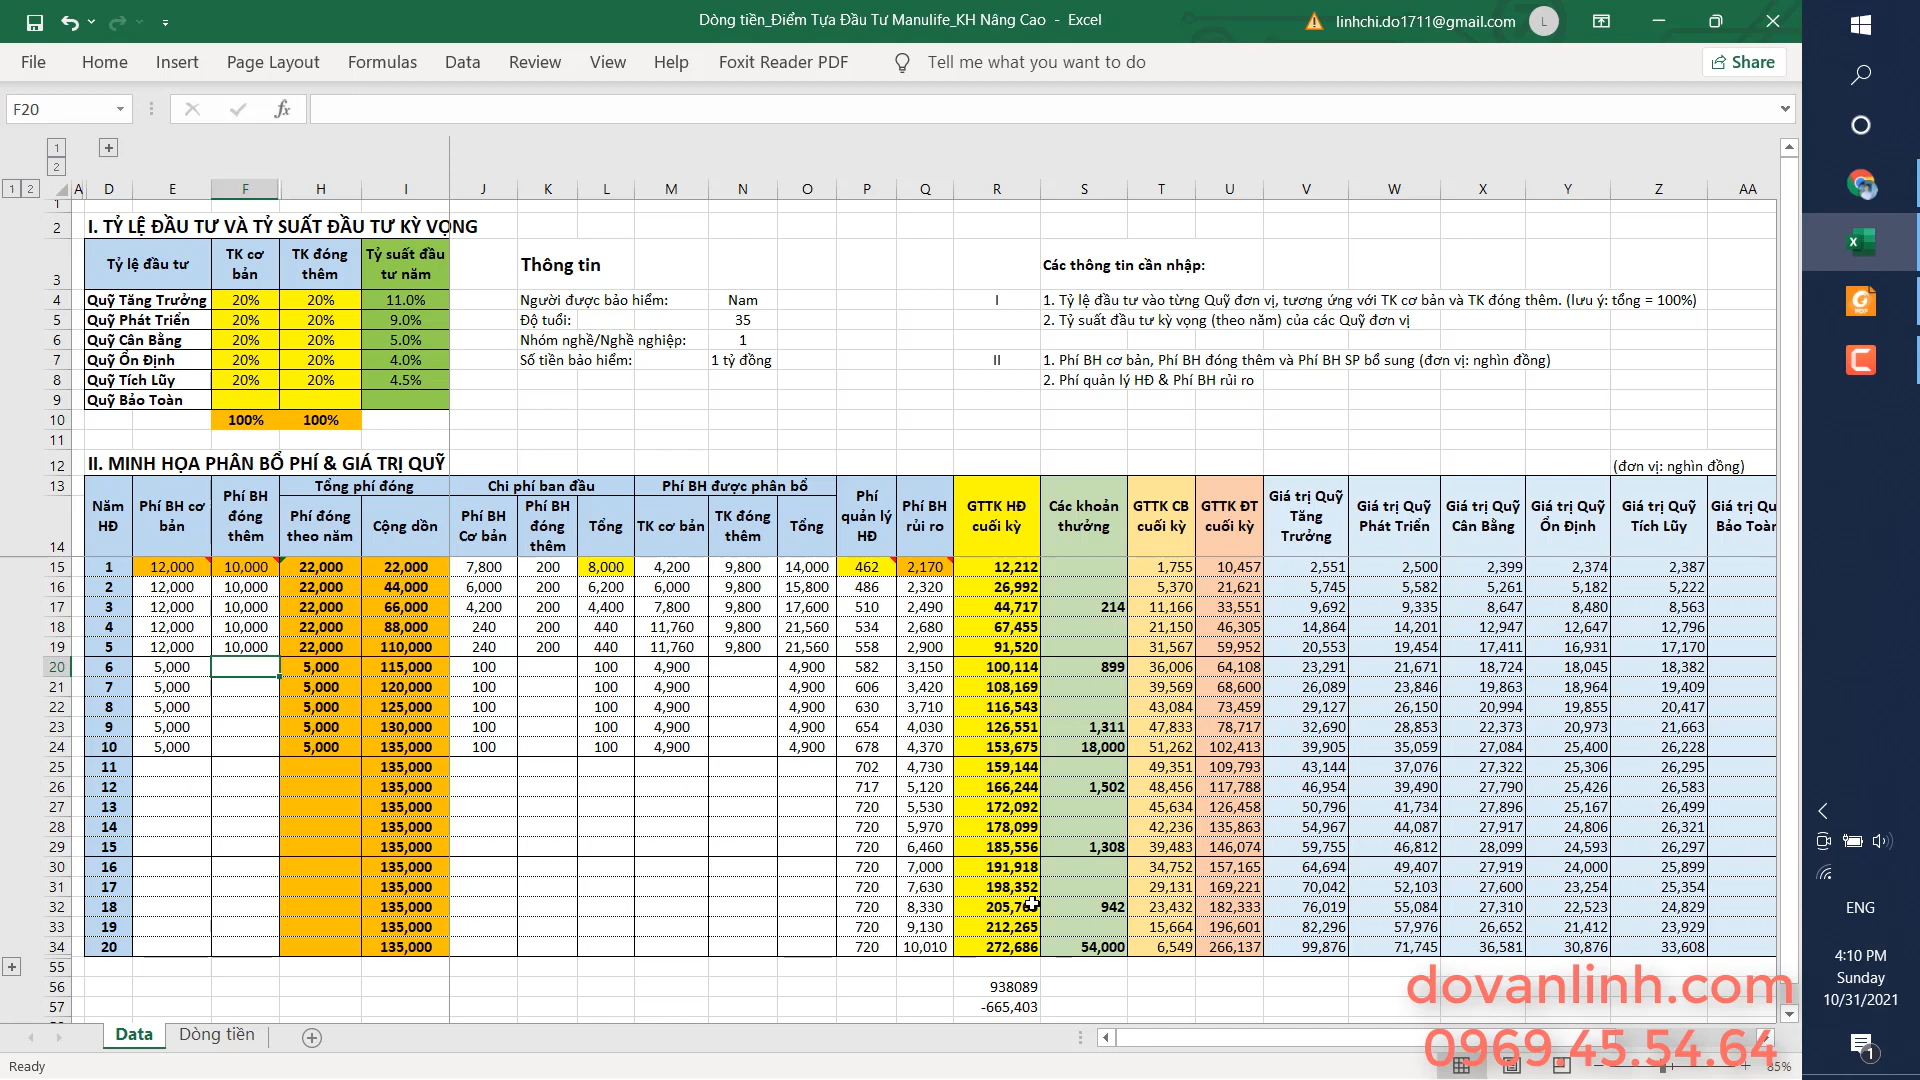 Dòng tiền_Điểm Tựa Đầu Tư Manulife_KH Nâng Cao - Excel
linhchi.do1711@gmail.com L
File Home Insert Page Layout Formulas Data Review View Help Foxit Reader PDF Tell me what you want to do Share
F20 fx
1
2
1 2 A D E F H I J K L M N O P Q R S T U V W X Y Z AA
1
2 I. TỶ LỆ ĐẦU TƯ VÀ TỶ SUẤT ĐẦU TƯ KỲ VỌNG
3 Tỷ lệ đầu tư TK cơ bản TK đóng thêm Tỷ suất đầu tư năm Thông tin Các thông tin cần nhập:
4 Quỹ Tăng Trưởng 20% 20% 11.0% Người được bảo hiểm: Nam I 1. Tỷ lệ đầu tư vào từng Quỹ đơn vị, tương ứng với TK cơ bản và TK đóng thêm. (lưu ý: tổng = 100%)
5 Quỹ Phát Triển 20% 20% 9.0% Độ tuổi: 35 2. Tỷ suất đầu tư kỳ vọng (theo năm) của các Quỹ đơn vị
6 Quỹ Cân Bằng 20% 20% 5.0% Nhóm nghề/Nghề nghiệp: 1
7 Quỹ Ổn Định 20% 20% 4.0% Số tiền bảo hiểm: 1 tỷ đồng II 1. Phí BH cơ bản, Phí BH đóng thêm và Phí BH SP bổ sung (đơn vị: nghìn đồng)
8 Quỹ Tích Lũy 20% 20% 4.5% 2. Phí quản lý HĐ & Phí BH rủi ro
9 Quỹ Bảo Toàn
10 100% 100%
11
12 II. MINH HỌA PHÂN BỔ PHÍ & GIÁ TRỊ QUỸ (đơn vị: nghìn đồng)
13 Tổng phí đóng Chi phí ban đầu Phí BH được phân bổ
14 Năm HĐ Phí BH cơ bản Phí BH đóng thêm Phí đóng theo năm Cộng dồn Phí BH Cơ bản Phí BH đóng thêm Tổng TK cơ bản TK đóng thêm Tổng Phí quản lý HĐ Phí BH rủi ro GTTK HĐ cuối kỳ Các khoản thưởng GTTK CB cuối kỳ GTTK ĐT cuối kỳ Giá trị Quỹ Tăng Trưởng Giá trị Quỹ Phát Triển Giá trị Quỹ Cân Bằng Giá trị Quỹ Ổn Định Giá trị Quỹ Tích Lũy Giá trị Qu Bảo Toàn
15 1 12,000 10,000 22,000 22,000 7,800 200 8,000 4,200 9,800 14,000 462 2,170 12,212 1,755 10,457 2,551 2,500 2,399 2,374 2,387
16 2 12,000 10,000 22,000 44,000 6,000 200 6,200 6,000 9,800 15,800 486 2,320 26,992 5,370 21,621 5,745 5,582 5,261 5,182 5,222
17 3 12,000 10,000 22,000 66,000 4,200 200 4,400 7,800 9,800 17,600 510 2,490 44,717 214 11,166 33,551 9,692 9,335 8,647 8,480 8,563
18 4 12,000 10,000 22,000 88,000 240 200 440 11,760 9,800 21,560 534 2,680 67,455 21,150 46,305 14,864 14,201 12,947 12,647 12,796
19 5 12,000 10,000 22,000 110,000 240 200 440 11,760 9,800 21,560 558 2,900 91,520 31,567 59,952 20,553 19,454 17,411 16,931 17,170
20 6 5,000 5,000 115,000 100 100 4,900 4,900 582 3,150 100,114 899 36,006 64,108 23,291 21,671 18,724 18,045 18,382
21 7 5,000 5,000 120,000 100 100 4,900 4,900 606 3,420 108,169 39,569 68,600 26,089 23,846 19,863 18,964 19,409
22 8 5,000 5,000 125,000 100 100 4,900 4,900 630 3,710 116,543 43,084 73,459 29,127 26,150 20,994 19,855 20,417
23 9 5,000 5,000 130,000 100 100 4,900 4,900 654 4,030 126,551 1,311 47,833 78,717 32,690 28,853 22,373 20,973 21,663
24 10 5,000 5,000 135,000 100 100 4,900 4,900 678 4,370 153,675 18,000 51,262 102,413 39,905 35,059 27,084 25,400 26,228
25 11 135,000 702 4,730 159,144 49,351 109,793 43,144 37,076 27,322 25,306 26,295
26 12 135,000 717 5,120 166,244 1,502 48,456 117,788 46,954 39,490 27,790 25,426 26,583
27 13 135,000 720 5,530 172,092 45,634 126,458 50,796 41,734 27,896 25,167 26,499
28 14 135,000 720 5,970 178,099 42,236 135,863 54,967 44,087 27,917 24,806 26,321
29 15 135,000 720 6,460 185,556 1,308 39,483 146,074 59,755 46,812 28,099 24,593 26,297
30 16 135,000 720 7,000 191,918 34,752 157,165 64,694 49,407 27,919 24,000 25,899
31 17 135,000 720 7,630 198,352 29,131 169,221 70,042 52,103 27,600 23,254 25,354
32 18 135,000 720 8,330 942 23,432 182,333 76,019 55,084 27,310 22,523 24,829
33 19 135,000 720 9,130 212,265 15,664 196,601 82,296 57,976 26,652 21,412 23,929
34 20 135,000 720 10,010 272,686 54,000 6,549 266,137 99,876 71,745 36,581 30,876 33,608
55
56 938089
57 -665,403
Data Dòng tiền
Ready 85%
ENG
4:10 PM
Sunday
10/31/2021
1
dovanlinh.com
0969.45.54.64